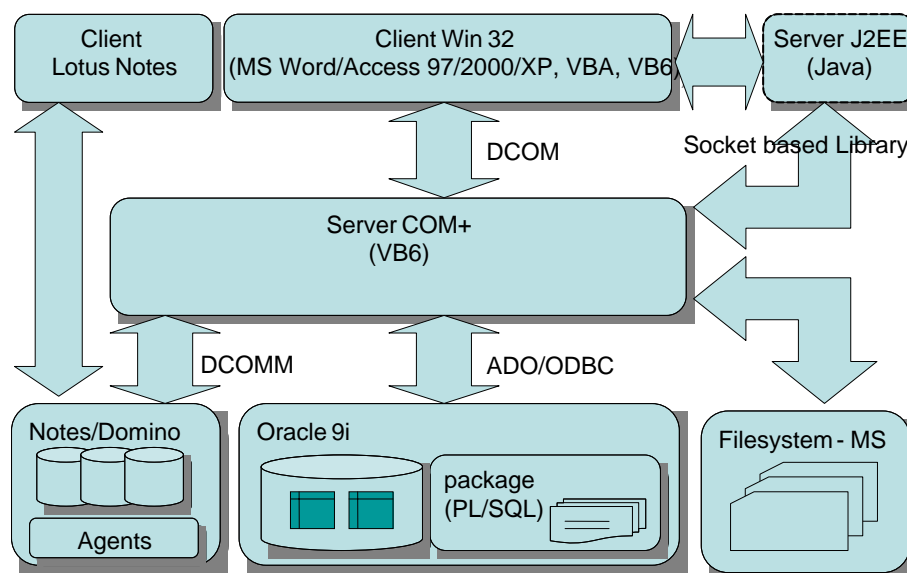 Client
Lotus Notes
Client Win 32
(MS Word/Access 97/2000/XP, VBA, VB6)
Server J2EE
(Java)
DCOM
Socket based Library
Server COM+
(VB6)
DCOMM
ADO/ODBC
Notes/Domino
Agents
Oracle 9i
package
(PL/SQL)
Filesystem - MS